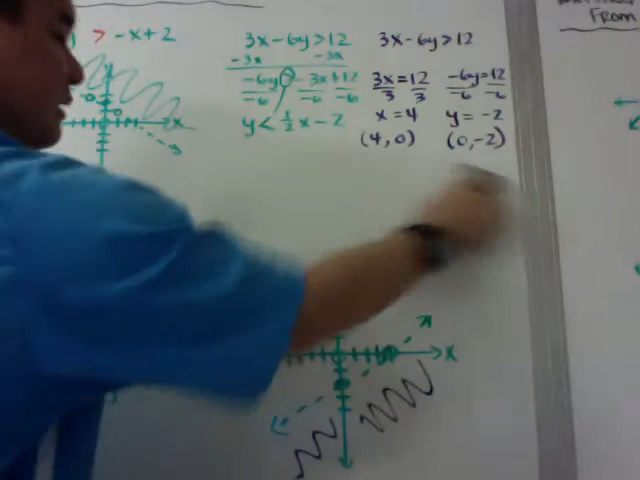 > -x+2
3x-6y>12
-3x -3x
-6y > -3x+12
-6 -6 -6
y < 1/2 x - 2
3x-6y>12
3x=12
3 3
x=4
(4,0)
-6y=12
-6 -6
y=-2
(0,-2)
From
x
x